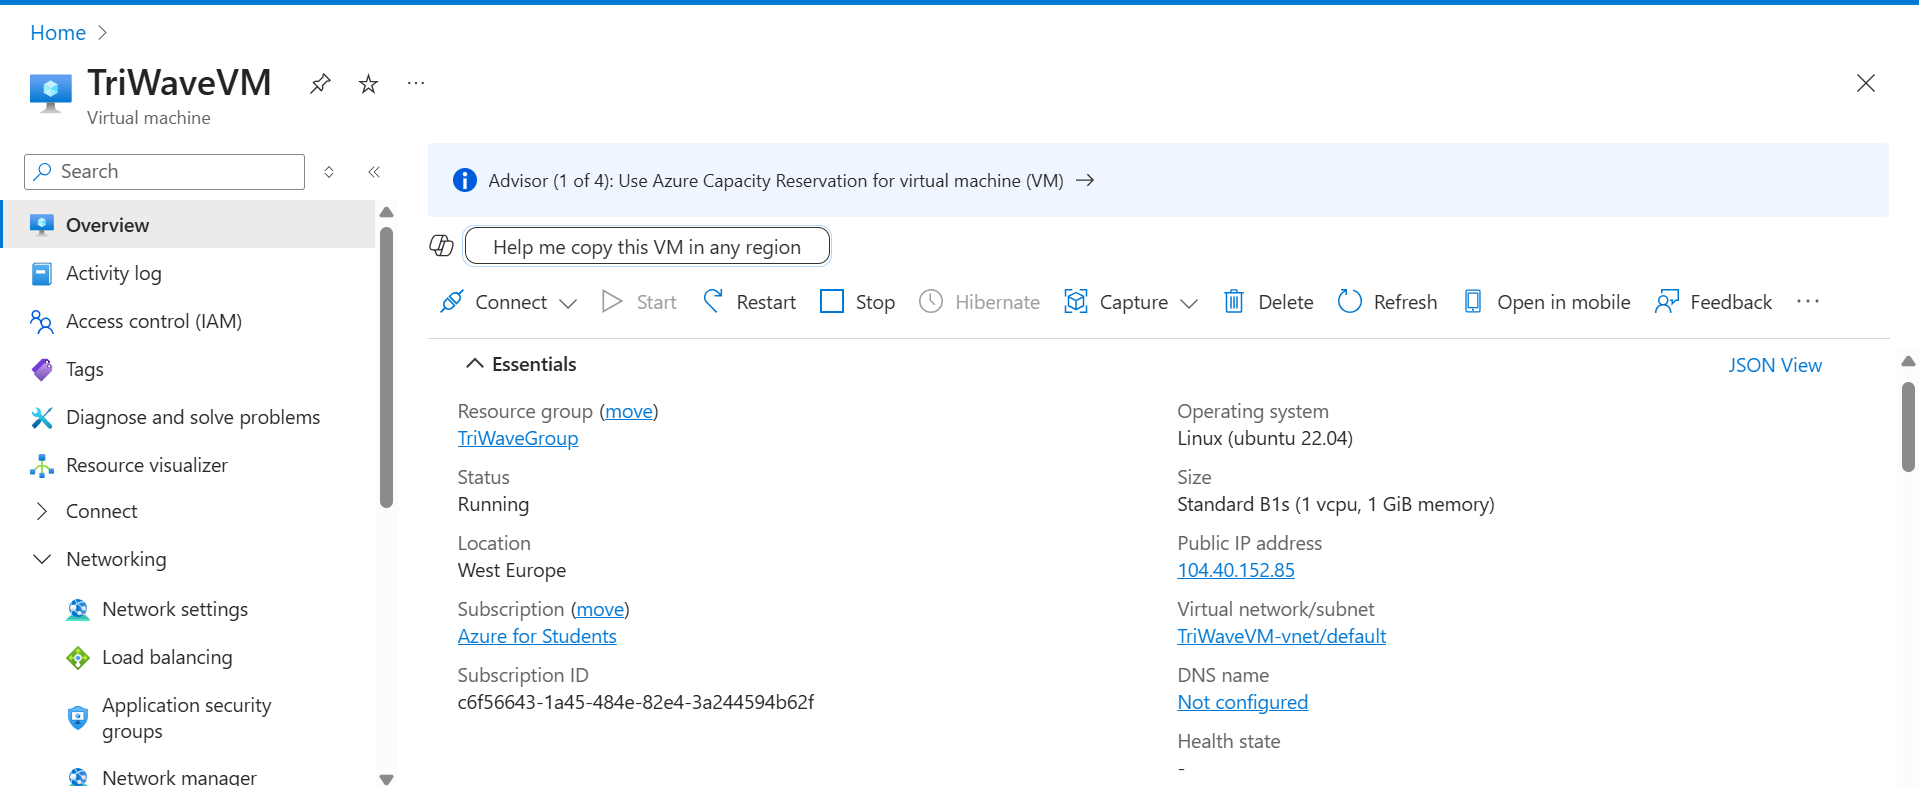 Home
TriWaveVM
Virtual machine
Search
Overview
Activity log
Access control (IAM)
Tags
Diagnose and solve problems
Resource visualizer
Connect
Networking
Network settings
Load balancing
Application security
groups
Network manager
Advisor (1 of 4): Use Azure Capacity Reservation for virtual machine (VM)
Help me copy this VM in any region
Connect Start Restart Stop Hibernate Capture Delete Refresh Open in mobile Feedback
Essentials
JSON View
Resource group (move)
TriWaveGroup
Status
Running
Location
West Europe
Subscription (move)
Azure for Students
Subscription ID
c6f56643-1a45-484e-82e4-3a244594b62f
Operating system
Linux (ubuntu 22.04)
Size
Standard B1s (1 vcpu, 1 GiB memory)
Public IP address
104.40.152.85
Virtual network/subnet
TriWaveVM-vnet/default
DNS name
Not configured
Health state
-